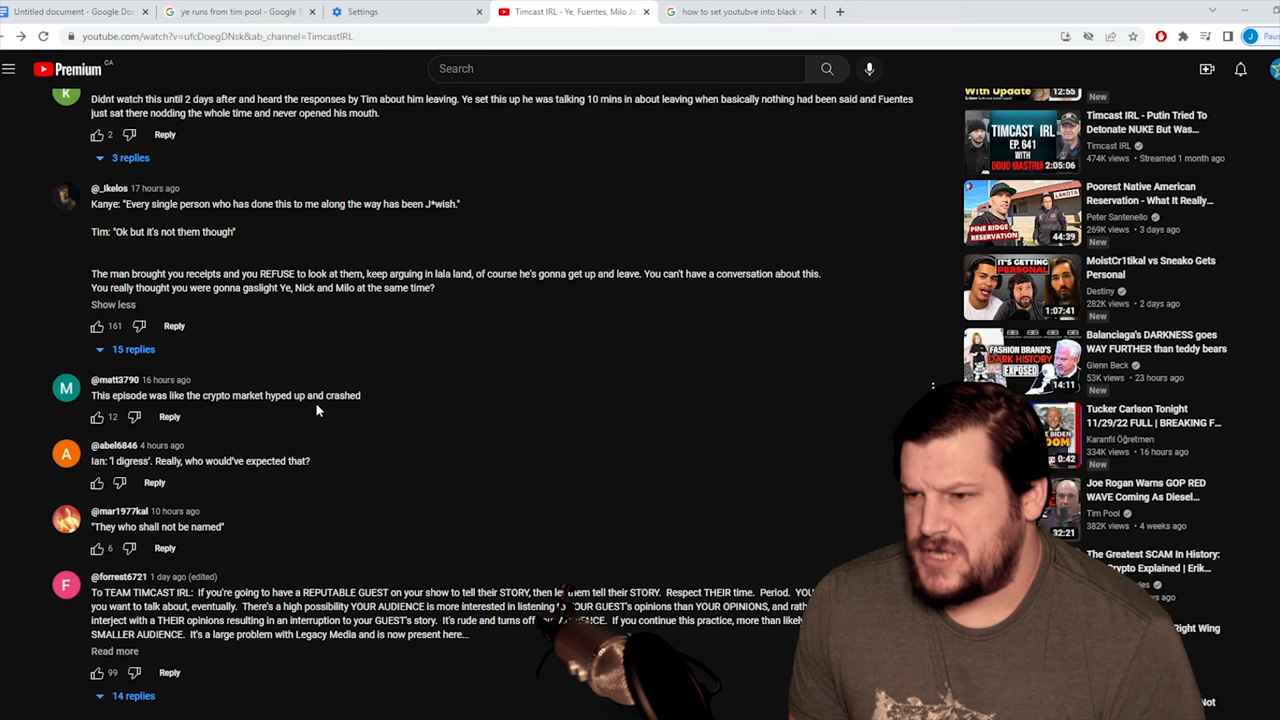 Untitled document - Google Doc
ye runs from tim pool - Google S
Settings
Timcast IRL - Ye, Fuentes, Milo Jo
how to set youtubve into black m
youtube.com/watch?v=ufcDoegDNsk&ab_channel=TimcastIRL
J
Paus
Premium
CA
Search
K
Didnt watch this until 2 days after and heard the responses by Tim about him leaving. Ye set this up he was talking 10 mins in about leaving when basically nothing had been said and Fuentes
just sat there nodding the whole time and never opened his mouth.
2
Reply
3 replies
@_Ikelos 17 hours ago
Kanye: "Every single person who has done this to me along the way has been J*wish."
Tim: "Ok but it's not them though"
The man brought you receipts and you REFUSE to look at them, keep arguing in lala land, of course he's gonna get up and leave. You can't have a conversation about this.
You really thought you were gonna gaslight Ye, Nick and Milo at the same time?
Show less
161
Reply
15 replies
M
@matt3790 16 hours ago
This episode was like the crypto market hyped up and crashed
12
Reply
A
@abel6846 4 hours ago
Ian: 'I digress'. Really, who would've expected that?
Reply
@mar1977kal 10 hours ago
"They who shall not be named"
6
Reply
F
@forrest6721 1 day ago (edited)
To TEAM TIMCAST IRL: If you're going to have a REPUTABLE GUEST on your show to tell their STORY, then let them tell their STORY. Respect THEIR time. Period. YOU
you want to talk about, eventually. There's a high possibility YOUR AUDIENCE is more interested in listening to YOUR GUEST's opinions than YOUR OPINIONS, and rath
interject with a THEIR opinions resulting in an interruption to your GUEST's story. It's rude and turns off your AUDIENCE. If you continue this practice, more than likely
SMALLER AUDIENCE. It's a large problem with Legacy Media and is now present here...
Read more
99
Reply
14 replies
With Update
12:55
New
TIMCAST IRL
EP. 641
WITH
DOUG MASTRIA
2:05:06
Timcast IRL - Putin Tried To
Detonate NUKE But Was...
Timcast IRL
474K views • Streamed 1 month ago
PINE RIDGE
RESERVATION
LAKOTA
44:39
Poorest Native American
Reservation - What It Really...
Peter Santenello
269K views • 3 days ago
New
IT'S GETTING
PERSONAL
1:07:41
MoistCr1tikal vs Sneako Gets
Personal
Destiny
282K views • 2 days ago
New
FASHION BRAND'S
DARK HISTORY
EXPOSED
14:11
Balanciaga's DARKNESS goes
WAY FURTHER than teddy bears
Glenn Beck
53K views • 23 hours ago
New
0:42
Tucker Carlson Tonight
11/29/22 FULL | BREAKING F...
Karanfil Öğretmen
334K views • 16 hours ago
New
32:21
Joe Rogan Warns GOP RED
WAVE Coming As Diesel...
Tim Pool
382K views • 4 weeks ago
The Greatest SCAM In History:
Crypto Explained | Erik...
Right Wing
Not